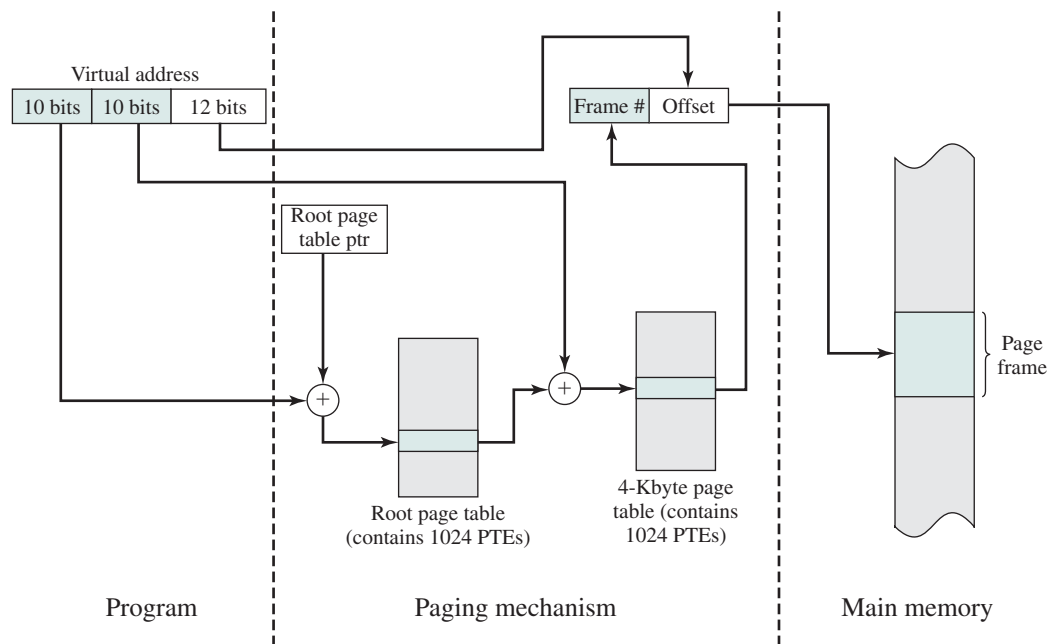 Virtual address
10 bits
10 bits
12 bits
Frame #
Offset
Root page
table ptr
+
+
Page
frame
Root page table
(contains 1024 PTEs)
4-Kbyte page
table (contains
1024 PTEs)
Program
Paging mechanism
Main memory